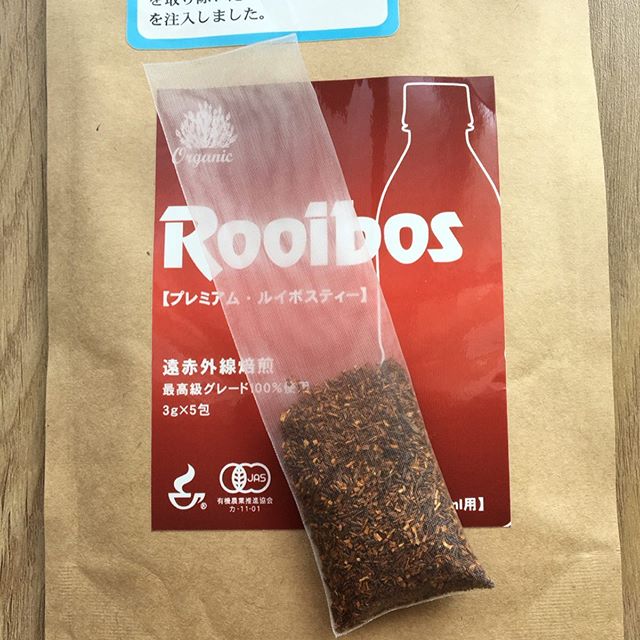 を注入しました。
Organic
Rooibos
【プレミアム・ルイボスティー】
遠赤外線焙煎
最高級グレード100%使用
3g×5包
JAS
有機農業推進協会
カ-11-01
ml用】
®